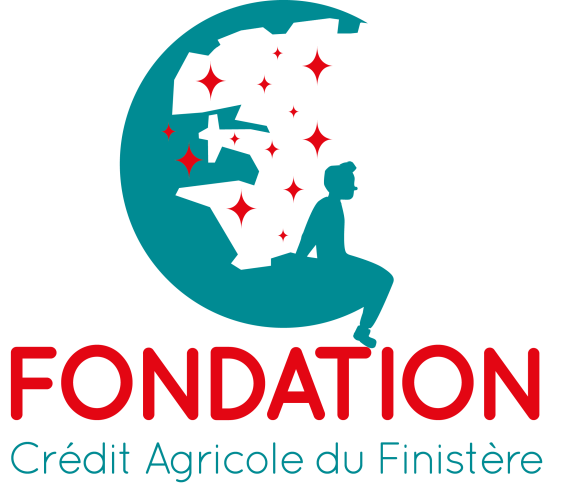 FONDATION
Crédit Agricole du Finistère